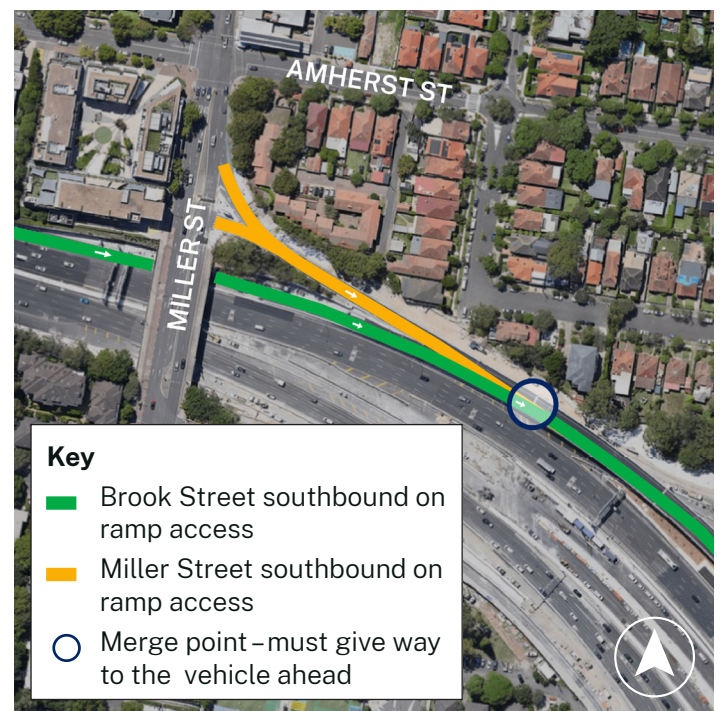 AMHERST ST
MILLER ST
Key
Brook Street southbound on
ramp access
Miller Street southbound on
ramp access
Merge point – must give way
to the vehicle ahead